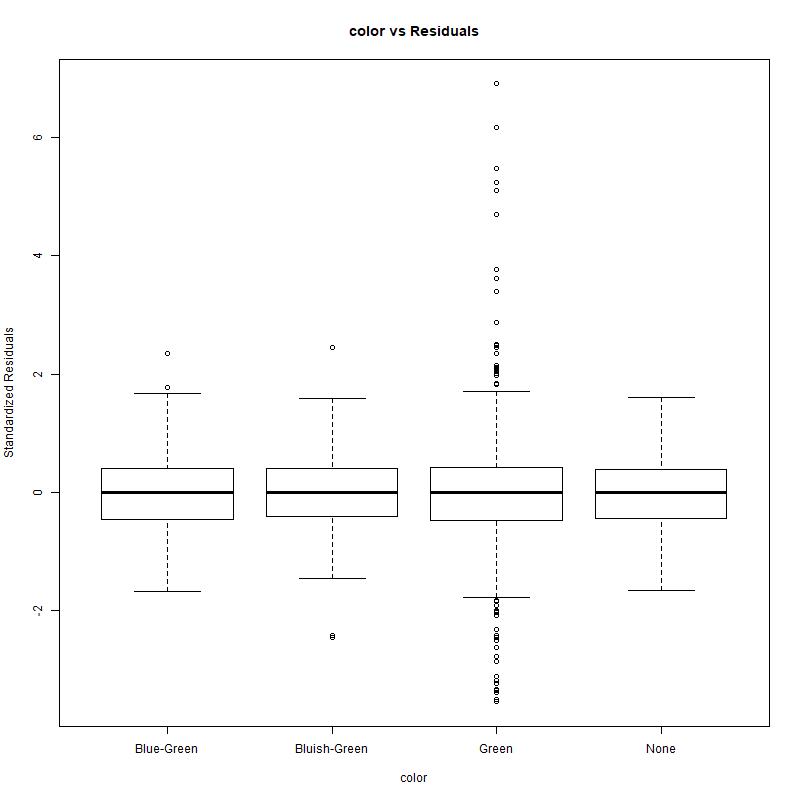 color vs Residuals
Standardized Residuals
6
4
2
0
-2
Blue-Green Bluish-Green Green None
color